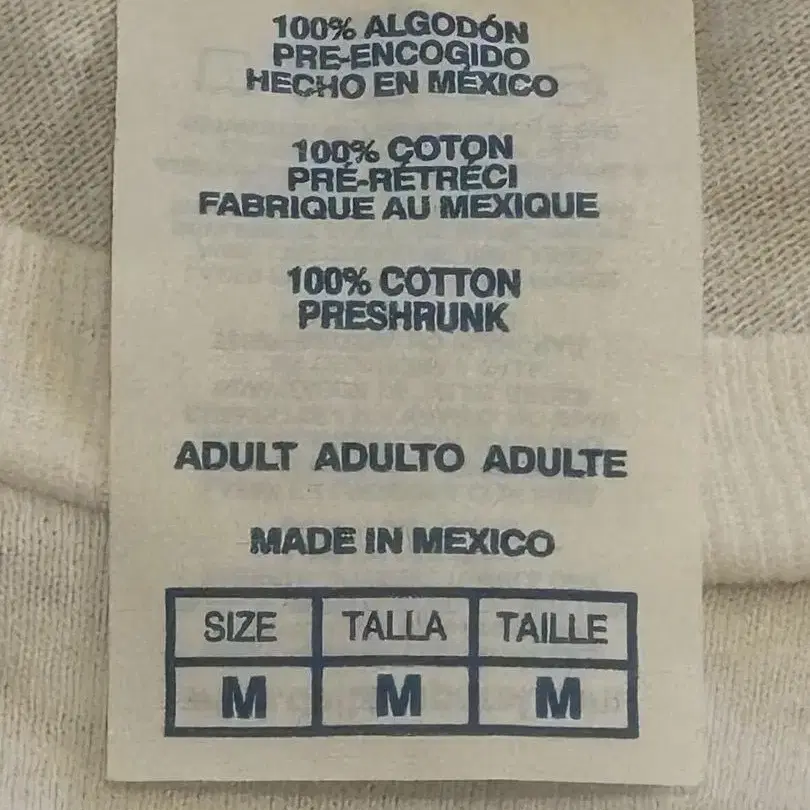 100% ALGODÓN
PRE-ENCOGIDO
HECHO EN MÉXICO
100% COTON
PRÉ-RÉTRÉCI
FABRIQUE AU MEXIQUE
100% COTTON
PRESHRUNK
ADULT ADULTO ADULTE
MADE IN MEXICO
SIZE TALLA TAILLE
M M M